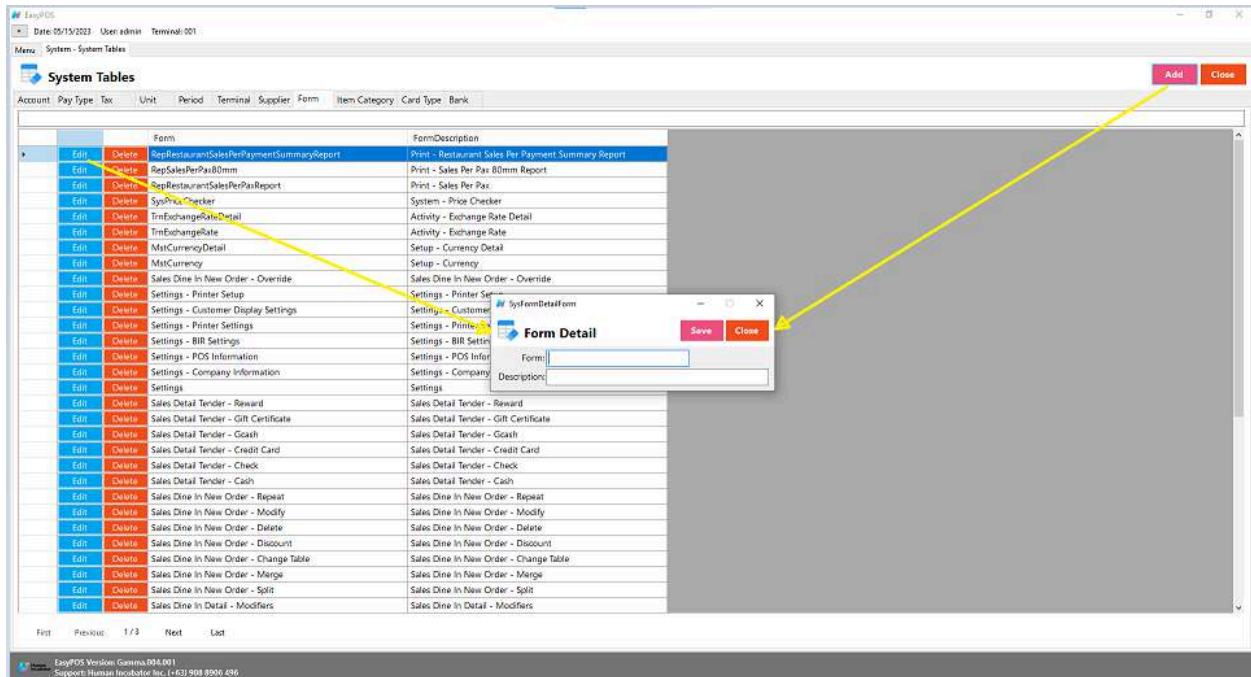 EasyPOS
Date: 05/15/2023 User: admin Terminal: 001
Menu System - System Tables
System Tables Add Close
Account Pay Type Tax Unit Period Terminal Supplier Form Item Category Card Type Bank
Form FormDescription
Edit Delete RepRestaurantSalesPerPaymentSummaryReport Print - Restaurant Sales Per Payment Summary Report
Edit Delete RepSalesPerPax80mm Print - Sales Per Pax 80mm Report
Edit Delete RepRestaurantSalesPerPaxReport Print - Sales Per Pax
Edit Delete SysPriceChecker System - Price Checker
Edit Delete TrnExchangeRateDetail Activity - Exchange Rate Detail
Edit Delete TrnExchangeRate Activity - Exchange Rate
Edit Delete MstCurrencyDetail Setup - Currency Detail
Edit Delete MstCurrency Setup - Currency
Edit Delete Sales Dine In New Order - Override Sales Dine In New Order - Override
Edit Delete Settings - Printer Setup Settings - Printer Setup
Edit Delete Settings - Customer Display Settings Settings - Customer
Edit Delete Settings - Printer Settings Settings - Printer
Edit Delete Settings - BIR Settings Settings - BIR Settin
Edit Delete Settings - POS Information Settings - POS Infor
Edit Delete Settings - Company Information Settings - Company
Edit Delete Settings Settings
Edit Delete Sales Detail Tender - Reward Sales Detail Tender - Reward
Edit Delete Sales Detail Tender - Gift Certificate Sales Detail Tender - Gift Certificate
Edit Delete Sales Detail Tender - Gcash Sales Detail Tender - Gcash
Edit Delete Sales Detail Tender - Credit Card Sales Detail Tender - Credit Card
Edit Delete Sales Detail Tender - Check Sales Detail Tender - Check
Edit Delete Sales Detail Tender - Cash Sales Detail Tender - Cash
Edit Delete Sales Dine In New Order - Repeat Sales Dine In New Order - Repeat
Edit Delete Sales Dine In New Order - Modify Sales Dine In New Order - Modify
Edit Delete Sales Dine In New Order - Delete Sales Dine In New Order - Delete
Edit Delete Sales Dine In New Order - Discount Sales Dine In New Order - Discount
Edit Delete Sales Dine In New Order - Change Table Sales Dine In New Order - Change Table
Edit Delete Sales Dine In New Order - Merge Sales Dine In New Order - Merge
Edit Delete Sales Dine In New Order - Split Sales Dine In New Order - Split
Edit Delete Sales Dine In Detail - Modifiers Sales Dine In Detail - Modifiers
SysFormDetailForm
Form Detail Save Close
Form:
Description:
First Previous 1 / 3 Next Last
Human Incubator
EasyPOS Version: Gamma.004.001
Support: Human Incubator Inc. (+63) 908 8906 496